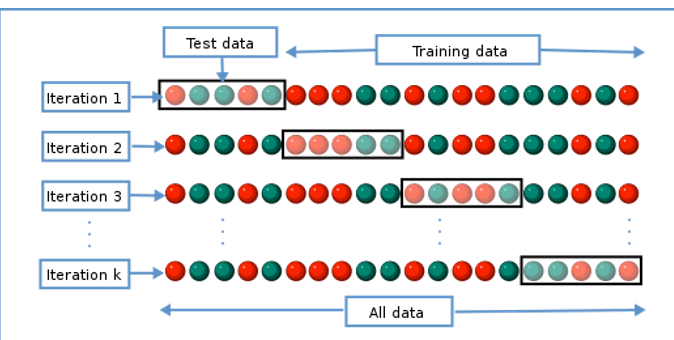 Test data
Training data
Iteration 1
Iteration 2
Iteration 3
Iteration k
All data